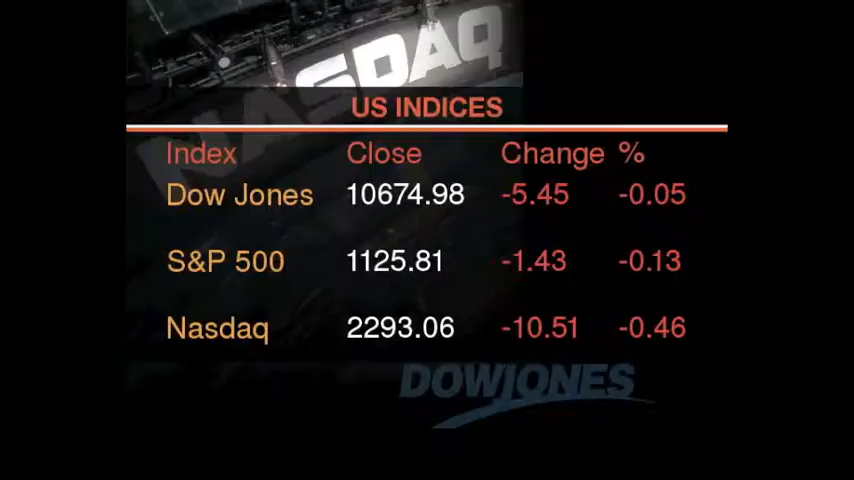 NASDAQ
NASDAQ
US INDICES
Index Close Change %
Dow Jones 10674.98 -5.45 -0.05
S&P 500 1125.81 -1.43 -0.13
Nasdaq 2293.06 -10.51 -0.46
DOWJONES